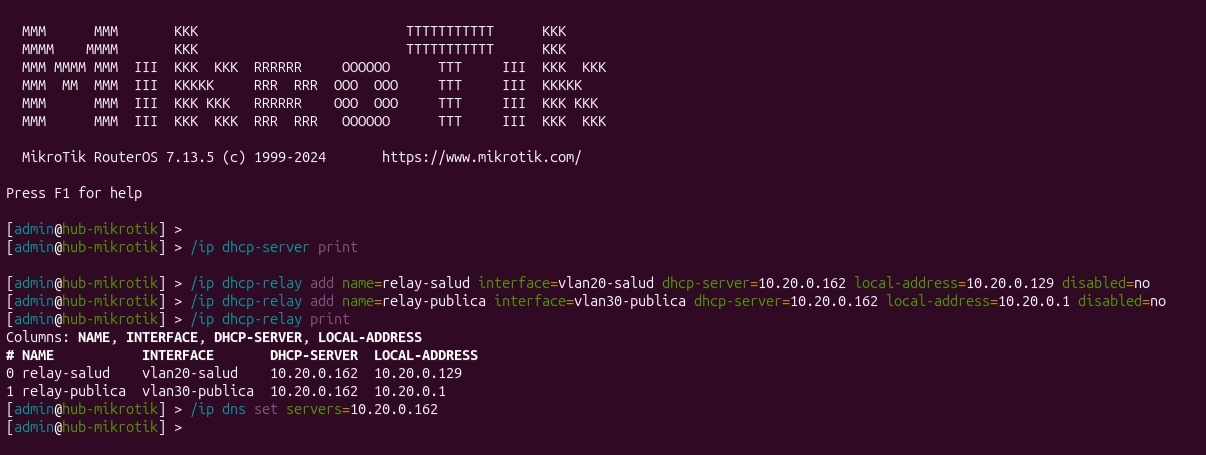 MMM      MMM       KKK                          TTTTTTTTTTT      KKK
MMMM    MMMM       KKK                          TTTTTTTTTTT      KKK
MMM MMMM MMM  III  KKK  KKK  RRRRRR     OOOOOO      TTT     III  KKK  KKK
MMM  MM  MMM  III  KKKKK     RRR  RRR  OOO  OOO     TTT     III  KKKKK
MMM      MMM  III  KKK KKK   RRRRRR    OOO  OOO     TTT     III  KKK KKK
MMM      MMM  III  KKK  KKK  RRR  RRR   OOOOOO      TTT     III  KKK  KKK
MikroTik RouterOS 7.13.5 (c) 1999-2024       https://www.mikrotik.com/
Press F1 for help
[admin@hub-mikrotik] >
[admin@hub-mikrotik] > /ip dhcp-server print
[admin@hub-mikrotik] > /ip dhcp-relay add name=relay-salud interface=vlan20-salud dhcp-server=10.20.0.162 local-address=10.20.0.129 disabled=no
[admin@hub-mikrotik] > /ip dhcp-relay add name=relay-publica interface=vlan30-publica dhcp-server=10.20.0.162 local-address=10.20.0.1 disabled=no
[admin@hub-mikrotik] > /ip dhcp-relay print
Columns: NAME, INTERFACE, DHCP-SERVER, LOCAL-ADDRESS
# NAME           INTERFACE       DHCP-SERVER  LOCAL-ADDRESS
0 relay-salud    vlan20-salud    10.20.0.162  10.20.0.129
1 relay-publica  vlan30-publica  10.20.0.162  10.20.0.1
[admin@hub-mikrotik] > /ip dns set servers=10.20.0.162
[admin@hub-mikrotik] >